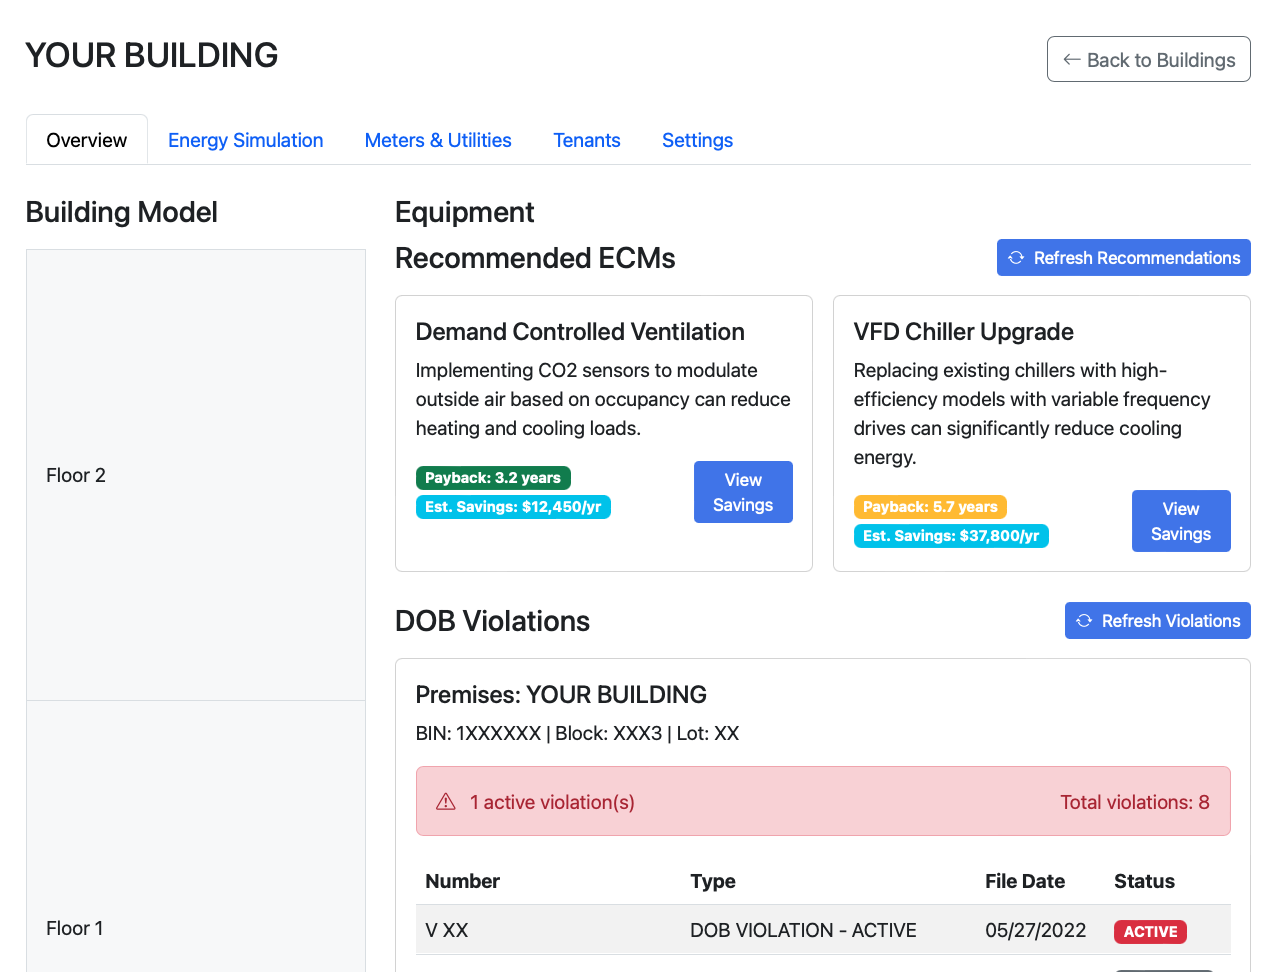 YOUR BUILDING
← Back to Buildings
Overview
Energy Simulation
Meters & Utilities
Tenants
Settings
Building Model
Floor 2
Floor 1
Equipment
Recommended ECMs
Refresh Recommendations
Demand Controlled Ventilation
Implementing CO2 sensors to modulate
outside air based on occupancy can reduce
heating and cooling loads.
Payback: 3.2 years
Est. Savings: $12,450/yr
View
Savings
VFD Chiller Upgrade
Replacing existing chillers with high-
efficiency models with variable frequency
drives can significantly reduce cooling
energy.
Payback: 5.7 years
Est. Savings: $37,800/yr
View
Savings
DOB Violations
Refresh Violations
Premises: YOUR BUILDING
BIN: 1XXXXXX | Block: XXX3 | Lot: XX
1 active violation(s)
Total violations: 8
Number Type File Date Status
V XX DOB VIOLATION - ACTIVE 05/27/2022 ACTIVE